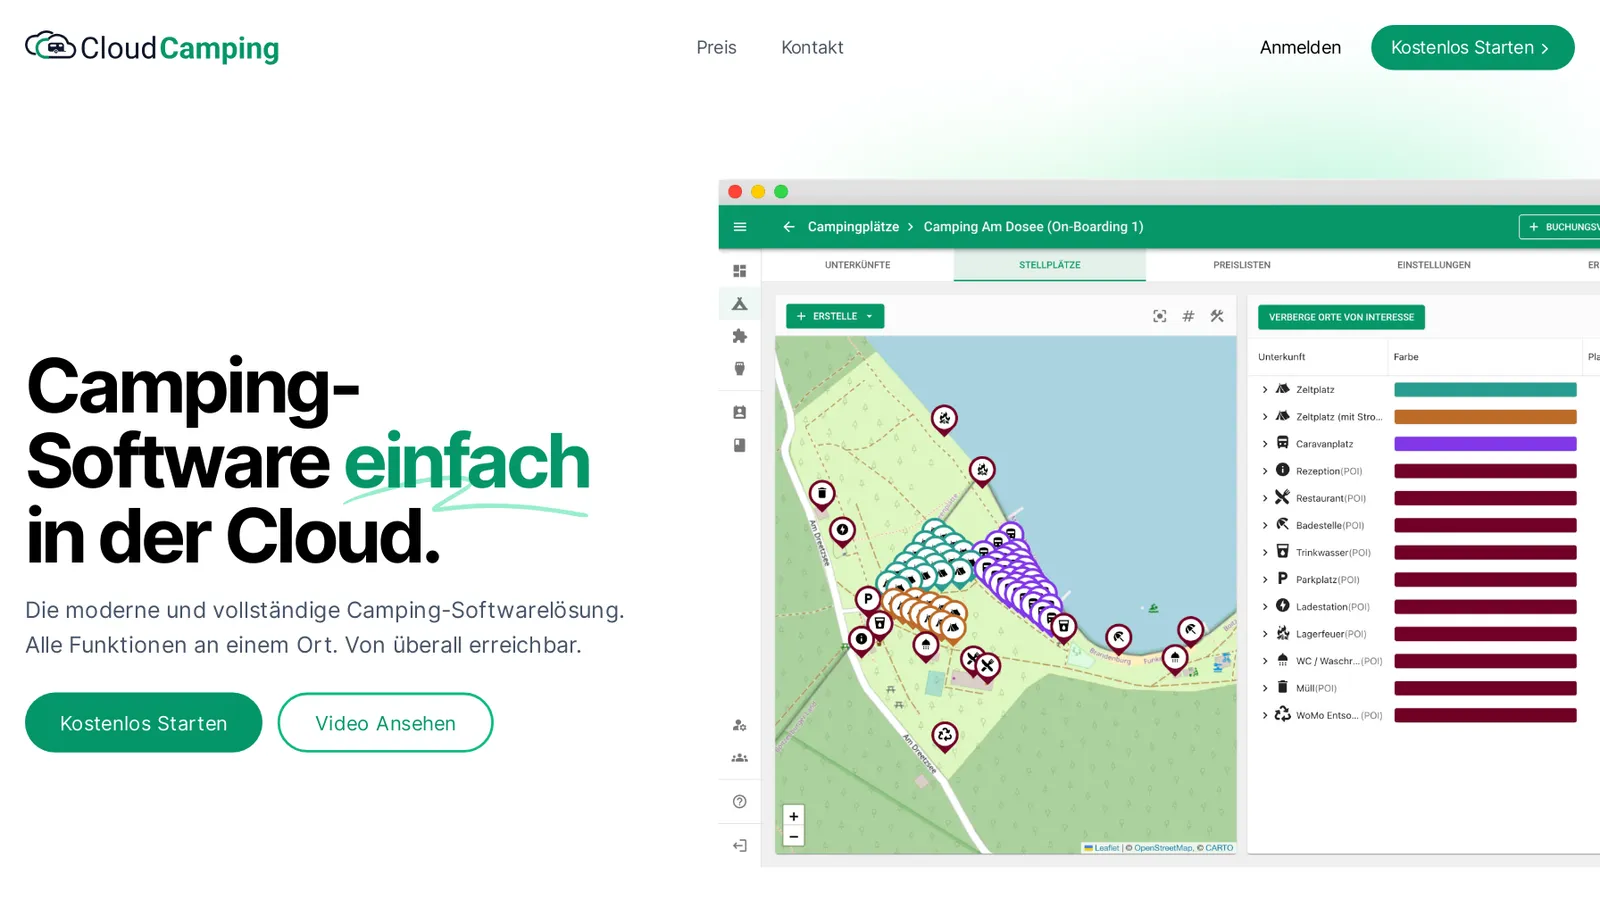 CloudCamping
Preis
Kontakt
Anmelden
Kostenlos Starten
Camping-
Software einfach
in der Cloud.
Die moderne und vollständige Camping-Softwarelösung.
Alle Funktionen an einem Ort. Von überall erreichbar.
Kostenlos Starten
Video Ansehen
Campingplätze > Camping Am Dosee (On-Boarding 1)
+ BUCHUNGSV
UNTERKÜNFTE
STELLPLÄTZE
PREISLISTEN
EINSTELLUNGEN
ER
+ ERSTELLE
VERBERGE ORTE VON INTERESSE
Unterkunft
Farbe
Pla
Zeltplatz
Zeltplatz (mit Stro...
Caravanplatz
Rezeption(POI)
Restaurant(POI)
Badestelle(POI)
Trinkwasser(POI)
Parkplatz(POI)
Ladestation(POI)
Lagerfeuer(POI)
WC / Waschr...(POI)
Müll(POI)
WoMo Entso... (POI)
Am Dreetzsee
Am Dreetzsee
Brandenburg
P
+
−
Leaflet | © OpenStreetMap, © CARTO